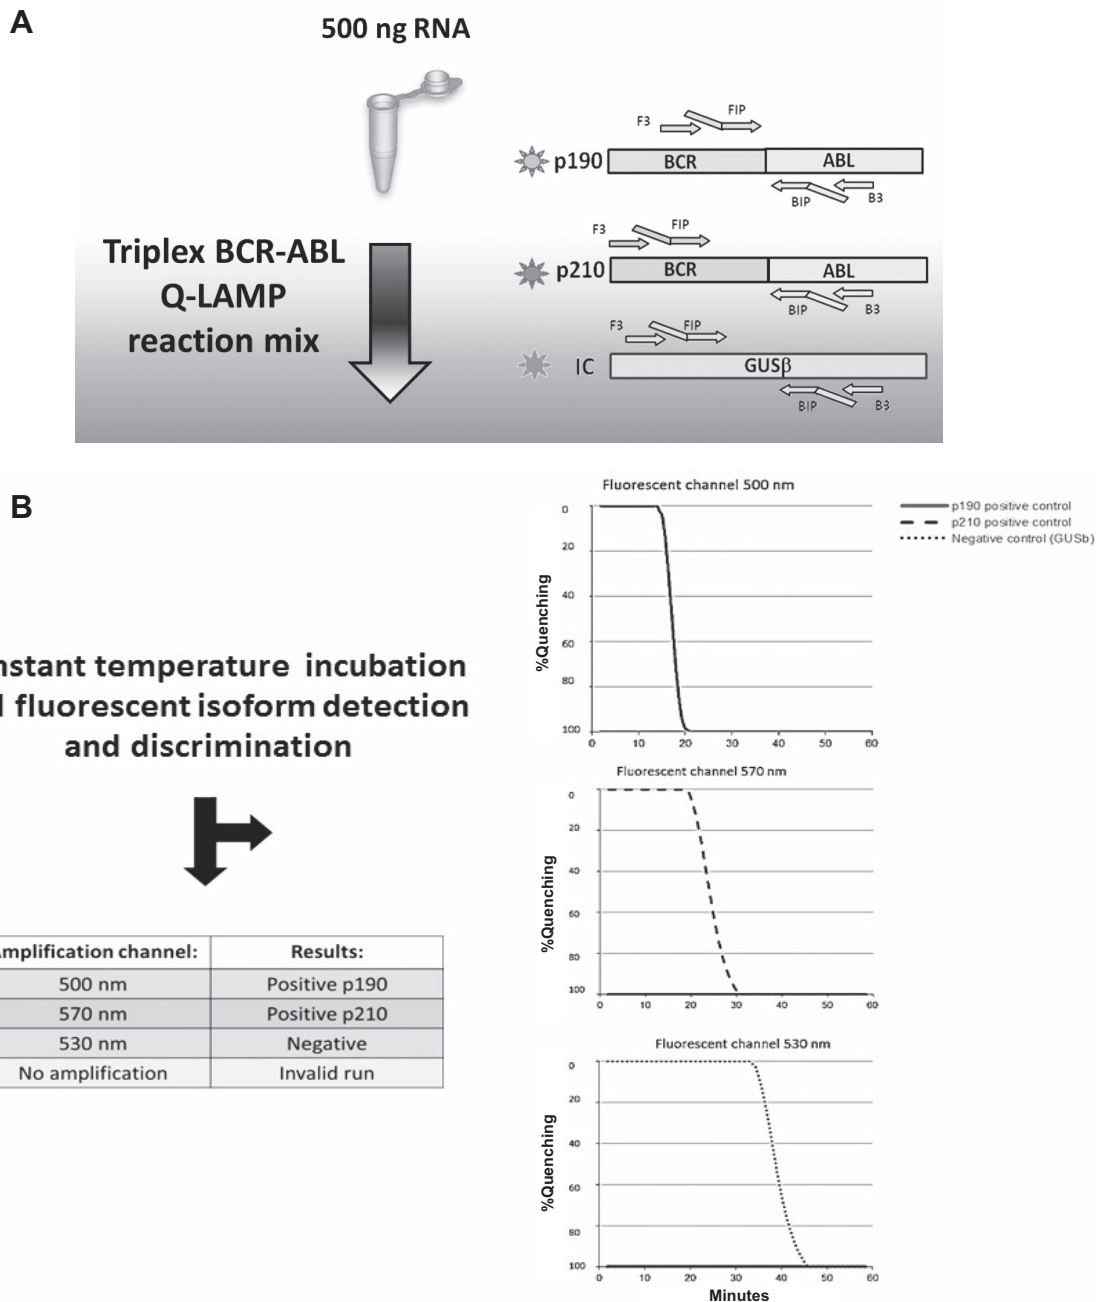 A
500 ng RNA
F3
FIP
p190
BCR
ABL
BIP
B3
Triplex BCR-ABL
Q-LAMP
reaction mix
F3
FIP
p210
BCR
ABL
BIP
B3
F3
FIP
IC
GUSβ
BIP
B3
B
nstant temperature incubation
fluorescent isoform detection
and discrimination
mplification channel: Results:
500 nm Positive p190
570 nm Positive p210
530 nm Negative
No amplification Invalid run
Fluorescent channel 500 nm
%Quenching
0
20
40
60
80
100
0 10 20 30 40 50 60
p190 positive control
p210 positive control
Negative control (GUSb)
Fluorescent channel 570 nm
%Quenching
0
20
40
60
80
100
0 10 20 30 40 50 60
Fluorescent channel 530 nm
%Quenching
0
20
40
60
80
100
0 10 20 30 40 50 60
Minutes